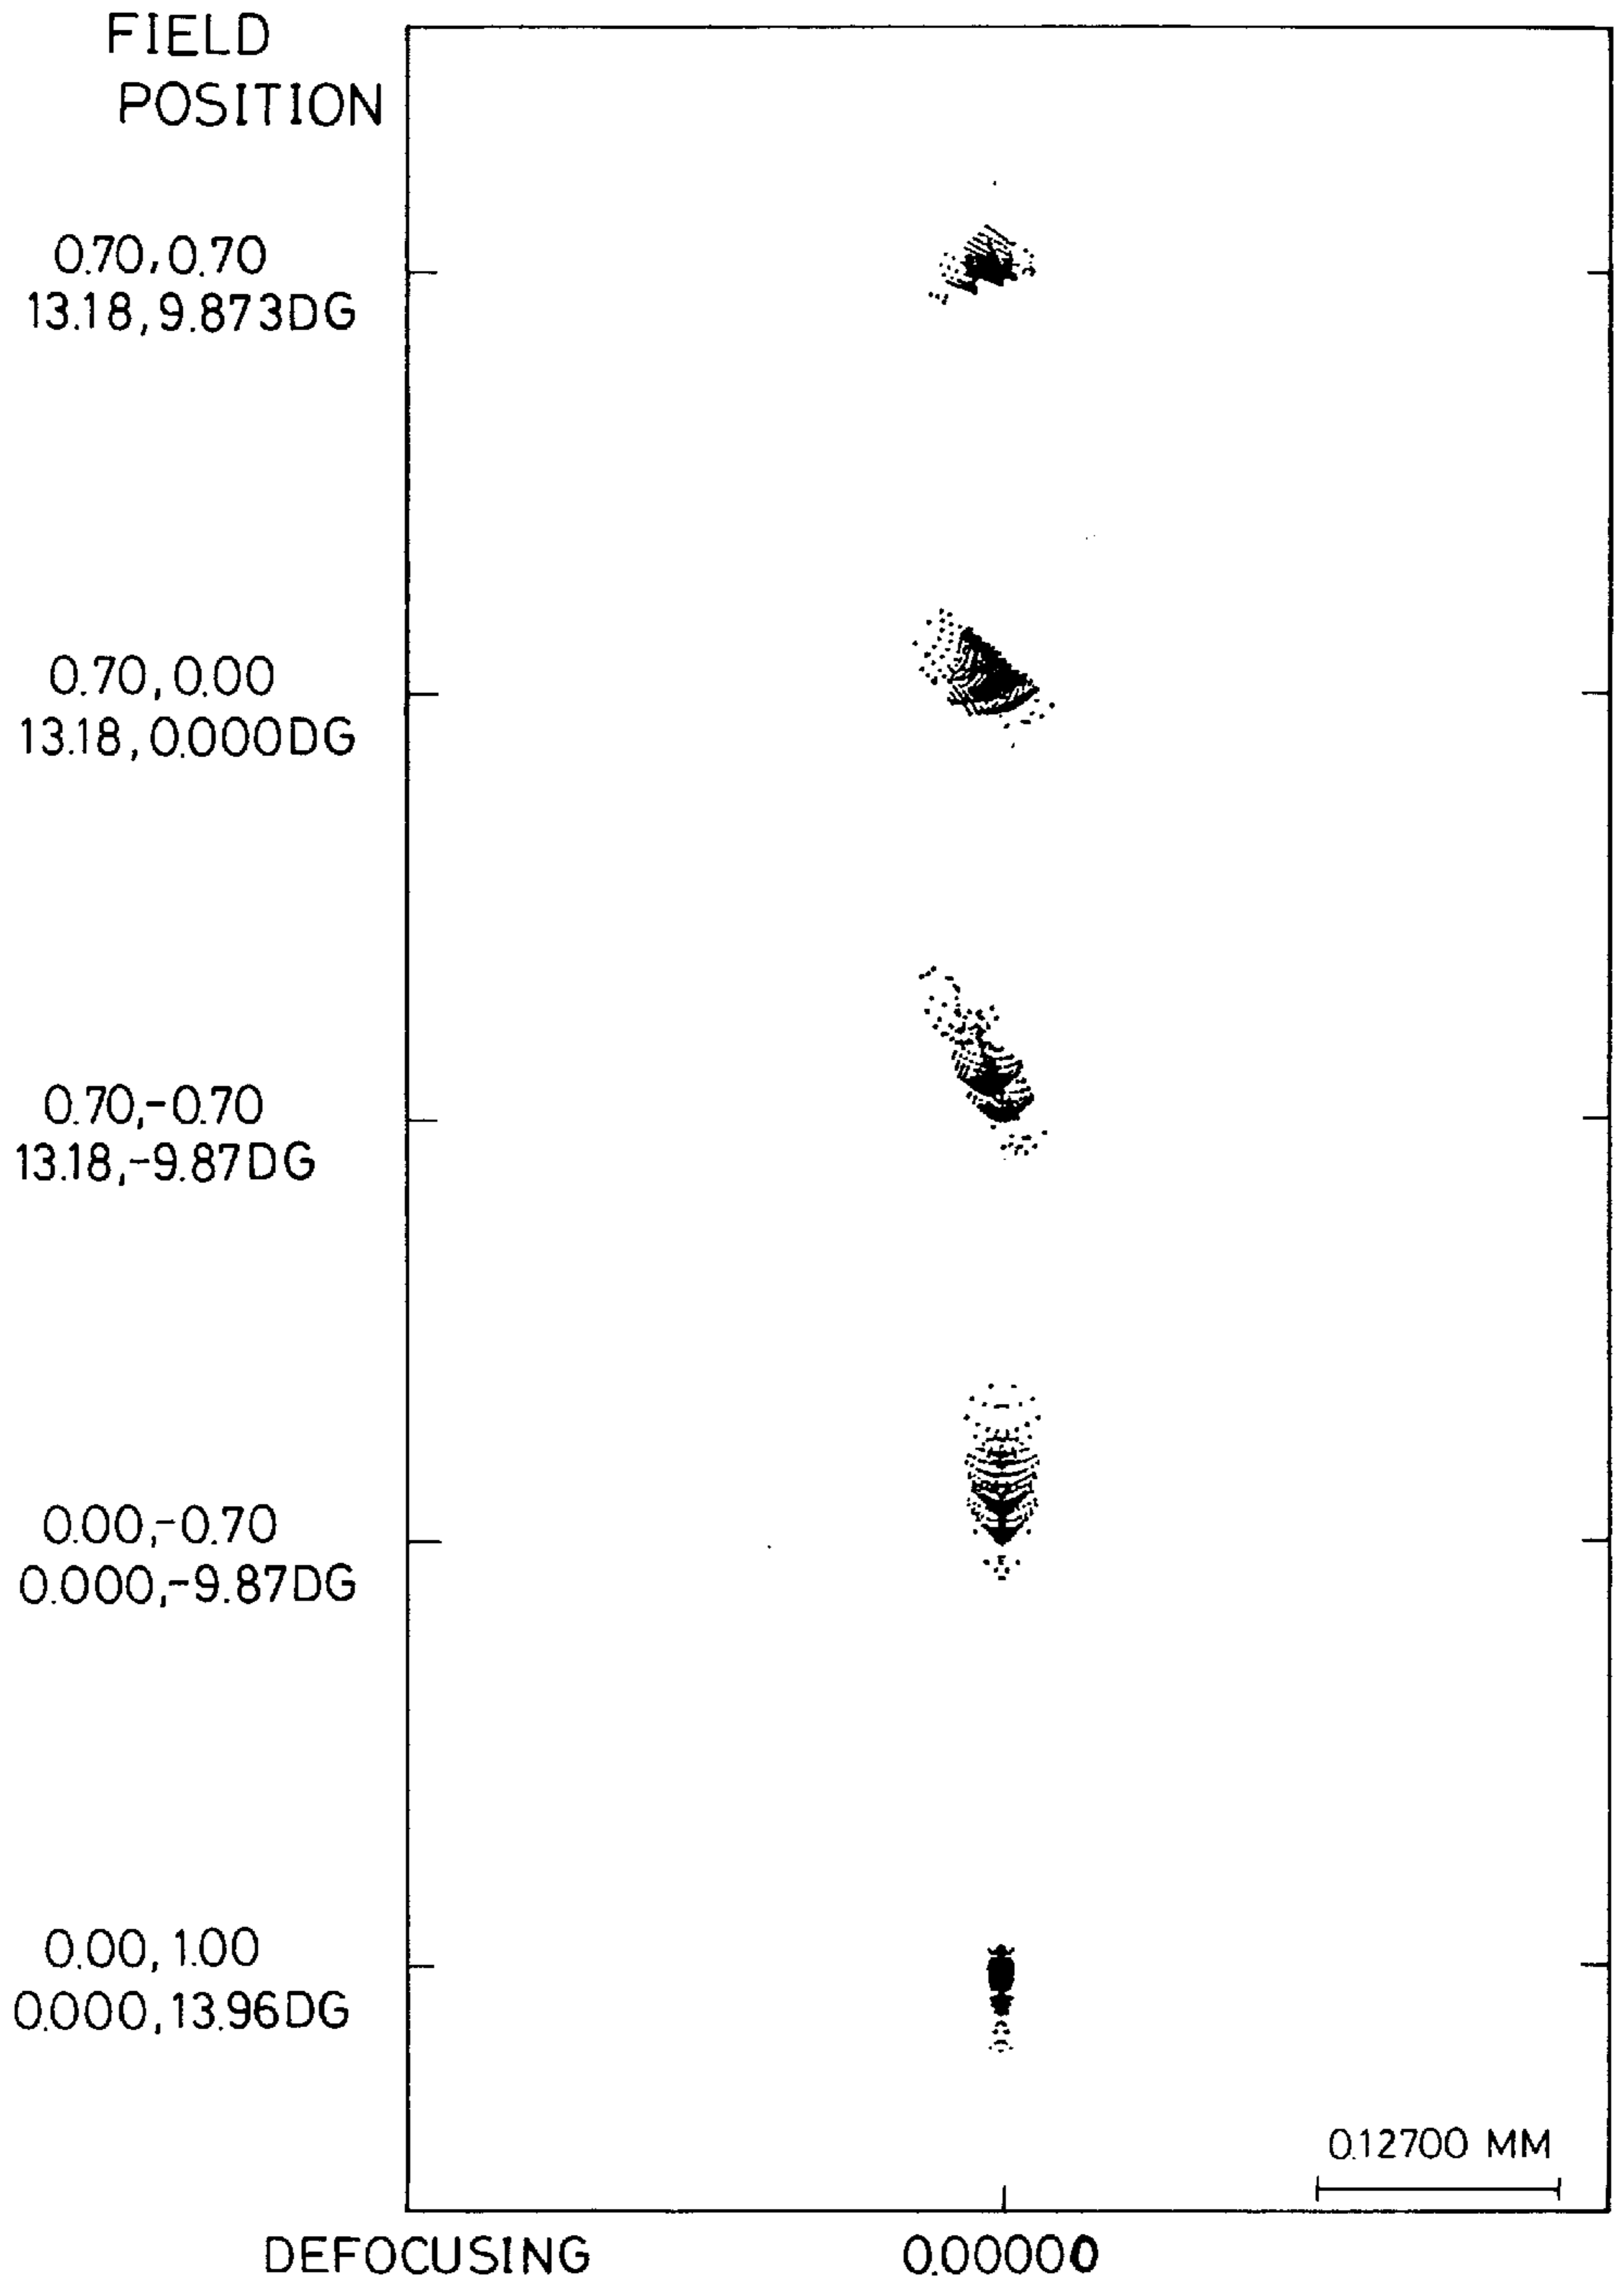 FIELD
POSITION
0.70, 0.70
13.18, 9.873DG
0.70, 0.00
13.18, 0.000DG
0.70,-0.70
13.18,-9.87DG
0.00,-0.70
0.000,-9.87DG
0.00, 1.00
0.000, 13.96DG
0.12700 MM
DEFOCUSING 0.00000